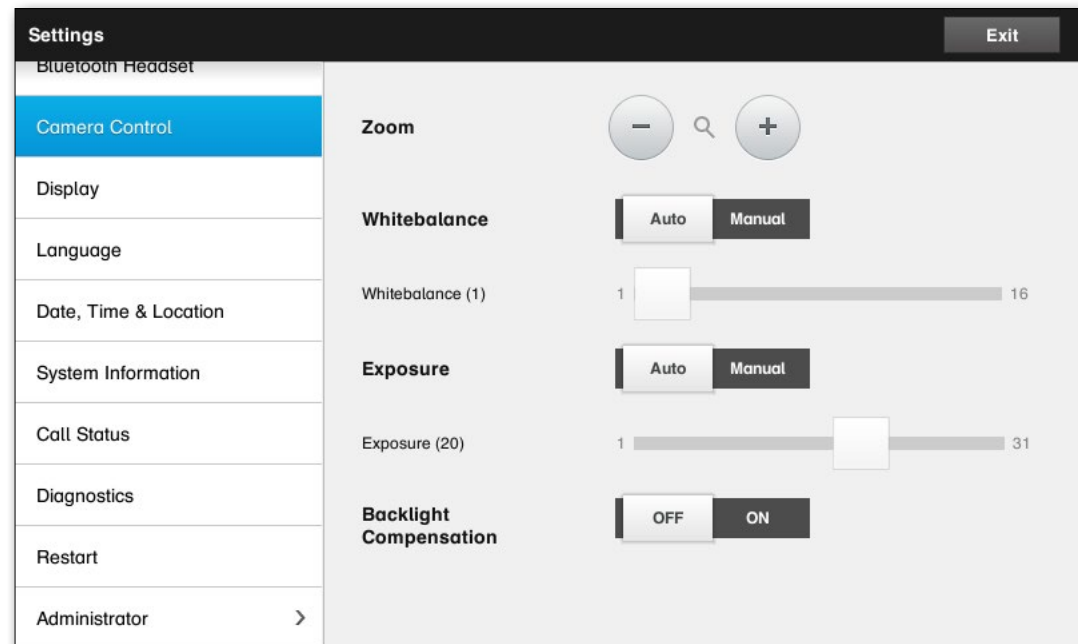 Settings
Exit
Bluetooth Headset
Camera Control
Display
Language
Date, Time & Location
System Information
Call Status
Diagnostics
Restart
Administrator
Zoom
Whitebalance
Auto Manual
Whitebalance (1)
1 16
Exposure
Auto Manual
Exposure (20)
1 31
Backlight
Compensation
OFF ON